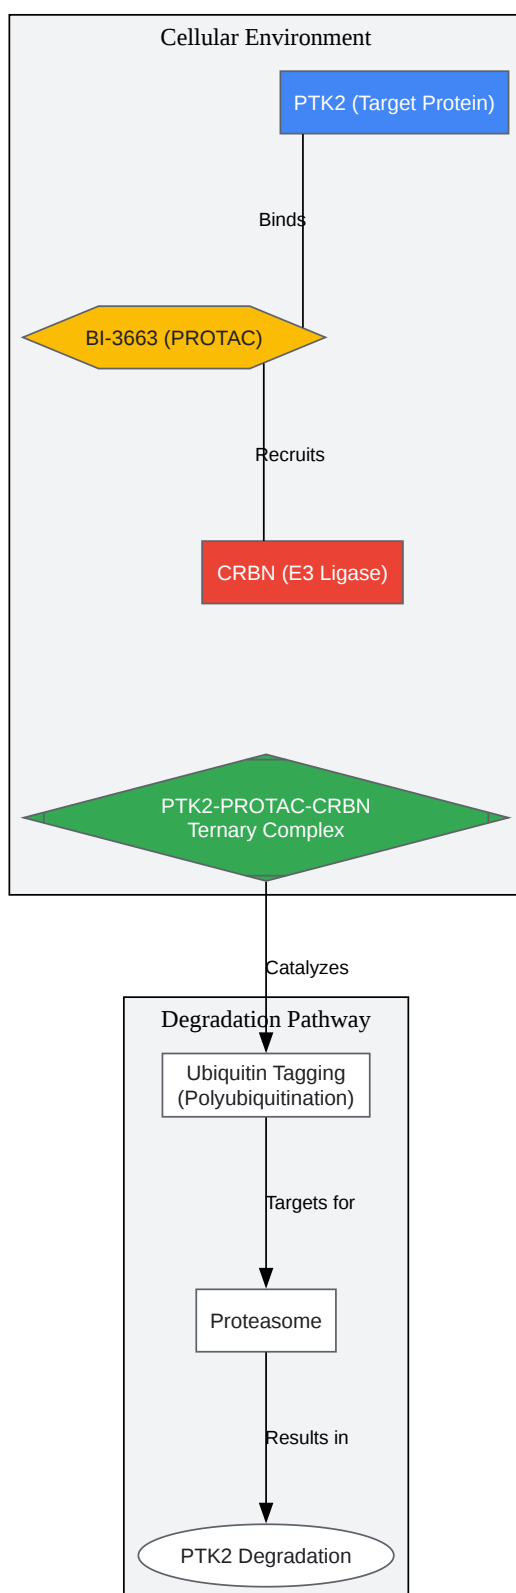 Cellular Environment
PTK2 (Target Protein)
Binds
BI-3663 (PROTAC)
Recruits
CRBN (E3 Ligase)
PTK2-PROTAC-CRBN
Ternary Complex
Catalyzes
Degradation Pathway
Ubiquitin Tagging
(Polyubiquitination)
Targets for
Proteasome
Results in
PTK2 Degradation